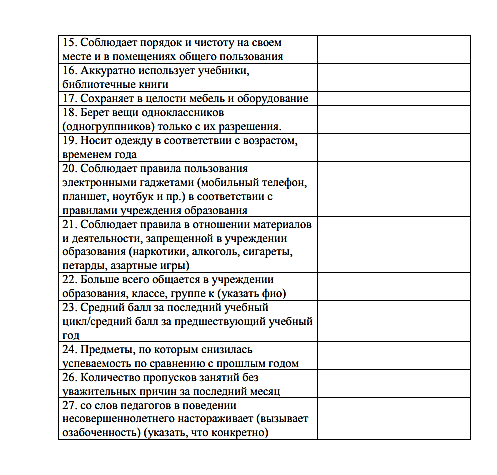 15. Соблюдает порядок и чистоту на своем
месте и в помещениях общего пользования
16. Аккуратно использует учебники,
библиотечные книги
17. Сохраняет в целости мебель и оборудование
18. Берет вещи одноклассников
(одногруппников) только с их разрешения.
19. Носит одежду в соответствии с возрастом,
временем года
20. Соблюдает правила пользования
электронными гаджетами (мобильный телефон,
планшет, ноутбук и пр.) в соответствии с
правилами учреждения образования
21. Соблюдает правила в отношении материалов
и деятельности, запрещенной в учреждении
образования (наркотики, алкоголь, сигареты,
петарды, азартные игры)
22. Больше всего общается в учреждении
образования, классе, группе к (указать фио)
23. Средний балл за последний учебный
цикл/средний балл за предшествующий учебный
год
24. Предметы, по которым снизилась
успеваемость по сравнению с прошлым годом
26. Количество пропусков занятий без
уважительных причин за последний месяц
27. со слов педагогов в поведении
несовершеннолетнего настораживает (вызывает
озабоченность) (указать, что конкретно)